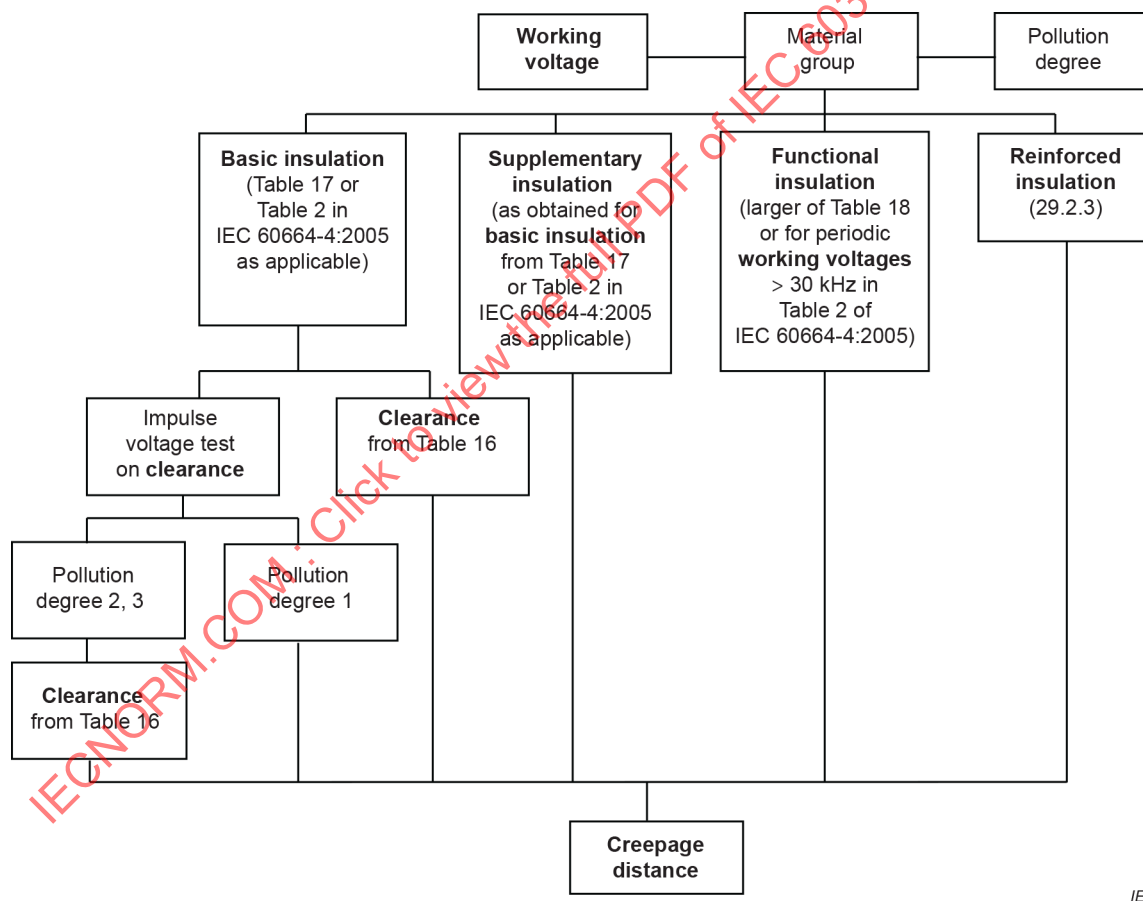 Working
voltage
Material
group
Pollution
degree
Basic insulation
(Table 17 or
Table 2 in
IEC 60664-4:2005
as applicable)
Supplementary
insulation
(as obtained for
basic insulation
from Table 17
or Table 2 in
IEC 60664-4:2005
as applicable)
Functional
insulation
(larger of Table 18
or for periodic
working voltages
> 30 kHz in
Table 2 of
IEC 60664-4:2005)
Reinforced
insulation
(29.2.3)
Impulse
voltage test
on clearance
Clearance
from Table 16
Pollution
degree 2, 3
Pollution
degree 1
Clearance
from Table 16
Creepage
distance
IECNORM.COM : Click to view the full PDF of IEC 603